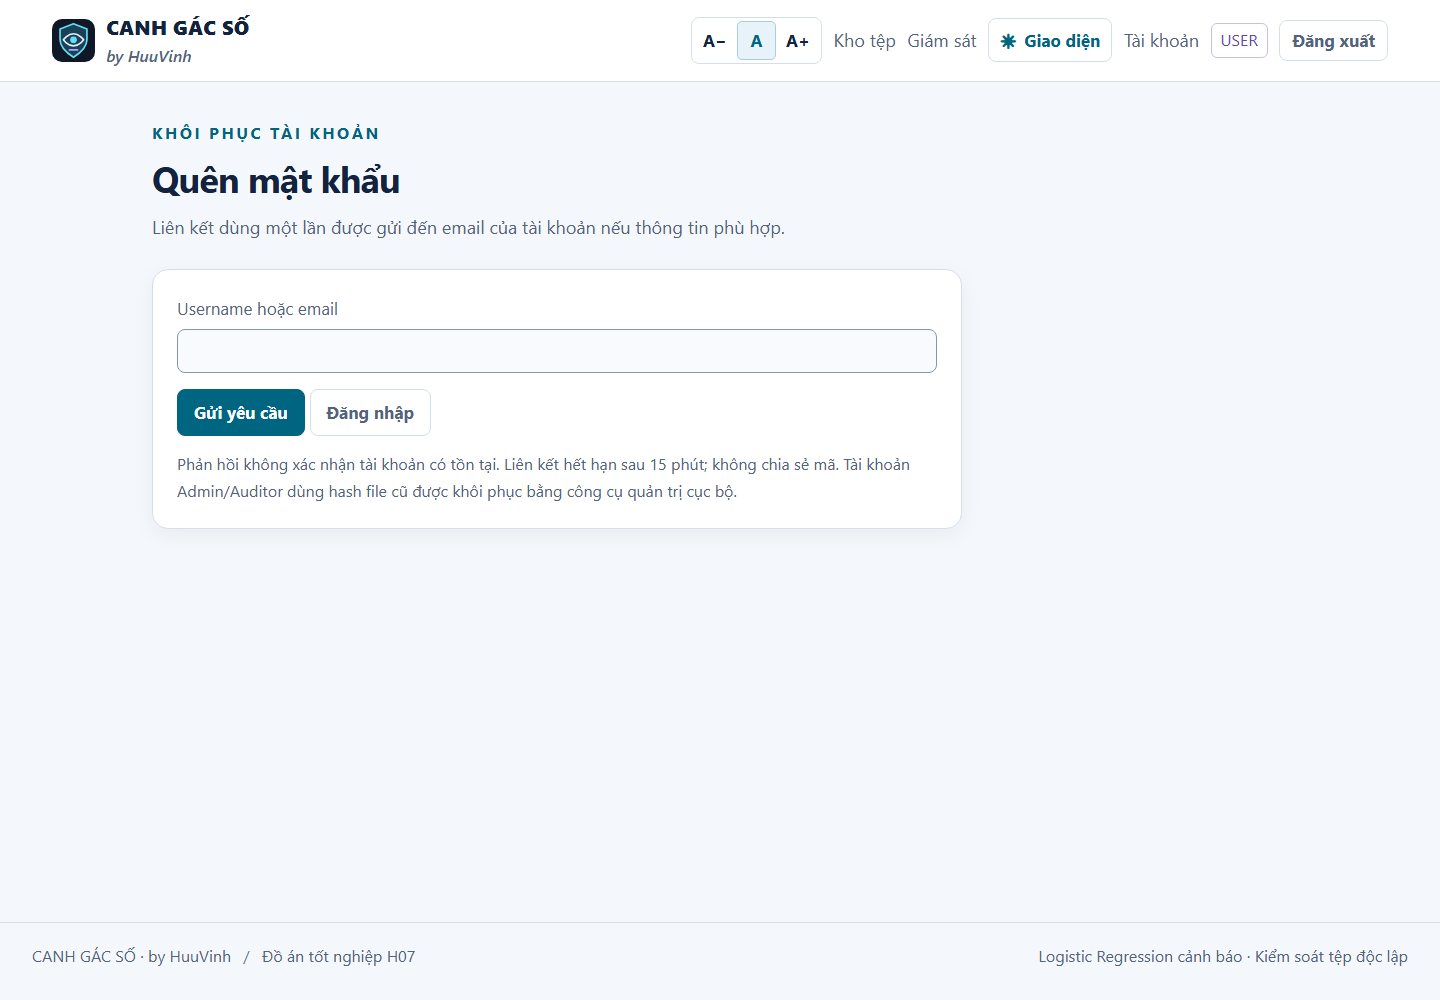 CANH GÁC SỐ
by HuuVinh
A− A A+ Kho tệp Giám sát Giao diện Tài khoản USER Đăng xuất
KHÔI PHỤC TÀI KHOẢN
Quên mật khẩu
Liên kết dùng một lần được gửi đến email của tài khoản nếu thông tin phù hợp.
Username hoặc email
Gửi yêu cầu Đăng nhập
Phản hồi không xác nhận tài khoản có tồn tại. Liên kết hết hạn sau 15 phút; không chia sẻ mã. Tài khoản
Admin/Auditor dùng hash file cũ được khôi phục bằng công cụ quản trị cục bộ.
CANH GÁC SỐ · by HuuVinh / Đồ án tốt nghiệp H07
Logistic Regression cảnh báo · Kiểm soát tệp độc lập